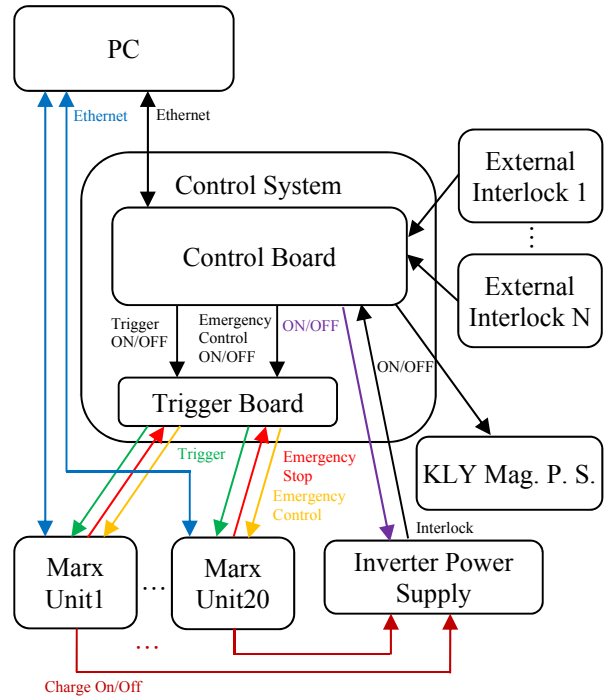 PC
Ethernet
Ethernet
Control System
External
Interlock 1
Control Board
External
Interlock N
Trigger
ON/OFF
Emergency
Control
ON/OFF
ON/OFF
ON/OFF
Trigger Board
Trigger
Emergency
Stop
Emergency
Control
KLY Mag. P. S.
Interlock
Marx
Unit1
...
Marx
Unit20
Inverter Power
Supply
...
Charge On/Off